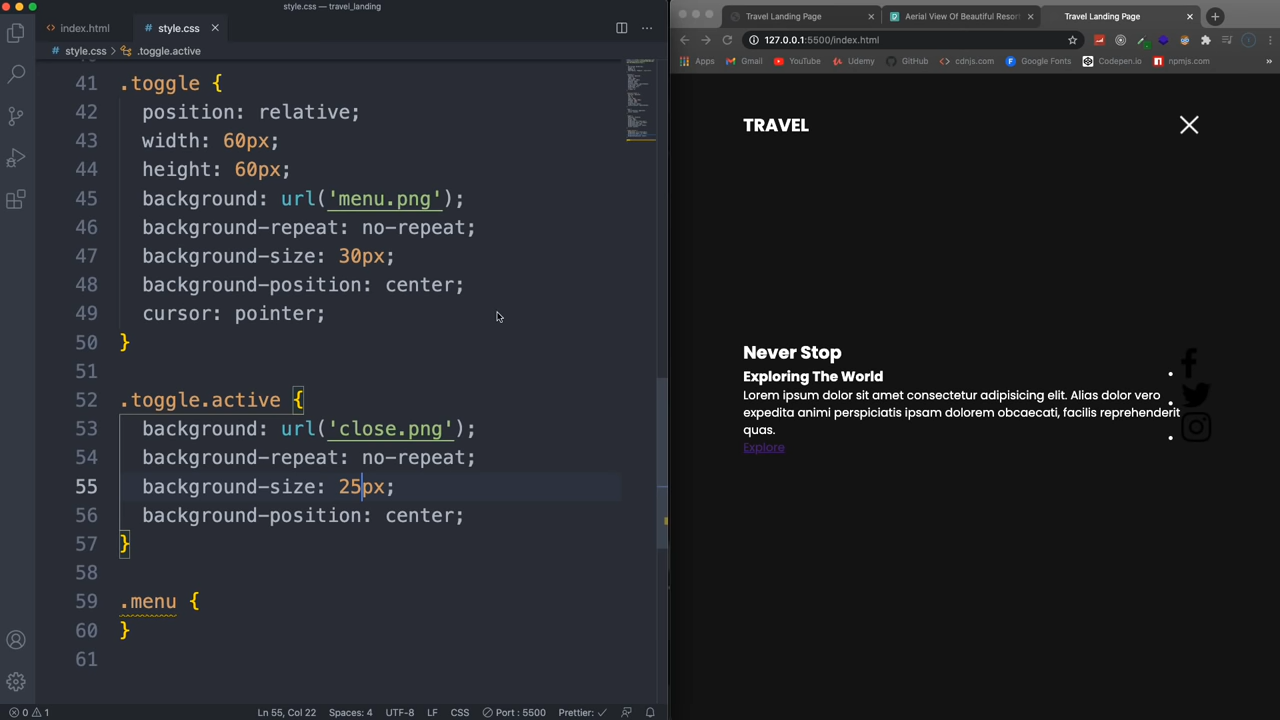 style.css — travel_landing
index.html
# style.css
style.css > .toggle.active
41 .toggle {
42 position: relative;
43 width: 60px;
44 height: 60px;
45 background: url('menu.png');
46 background-repeat: no-repeat;
47 background-size: 30px;
48 background-position: center;
49 cursor: pointer;
50 }
51
52 .toggle.active {
53 background: url('close.png');
54 background-repeat: no-repeat;
55 background-size: 25px;
56 background-position: center;
57 }
58
59 .menu {
60 }
61
0 1
Ln 55, Col 22
Spaces: 4
UTF-8
LF
CSS
Port : 5500
Prettier: ✓
Travel Landing Page
Aerial View Of Beautiful Resort
Travel Landing Page
127.0.0.1:5500/index.html
Apps
Gmail
YouTube
Udemy
GitHub
cdnjs.com
Google Fonts
Codepen.io
npmjs.com
»
TRAVEL
Never Stop
Exploring The World
Lorem ipsum dolor sit amet consectetur adipisicing elit. Alias dolor vero
expedita animi perspiciatis ipsam dolorem obcaecati, facilis reprehenderit
quas.
Explore